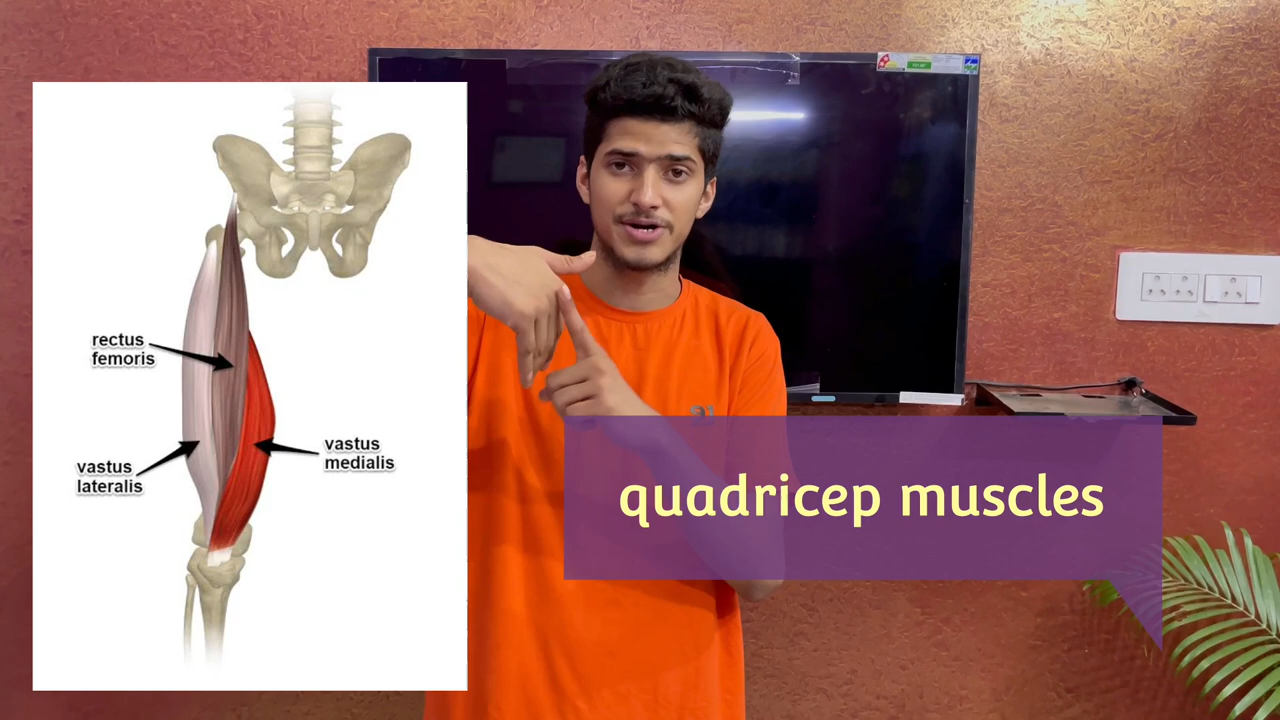 rectus
femoris
vastus
lateralis
vastus
medialis
quadricep muscles